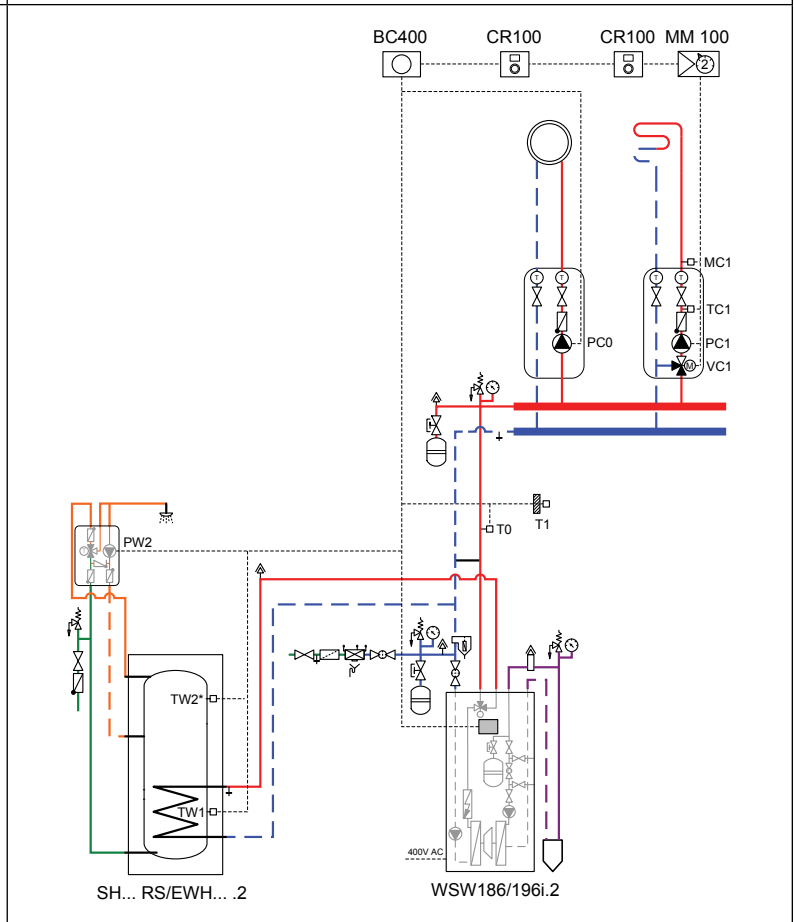 BC400 CR100 CR100 MM 100
2
T T T T
MC1
TC1
PC0 PC1
M VC1
T0 T1
PW2
TW2*
TW1
400V AC
SH... RS/EWH... .2
WSW186/196i.2